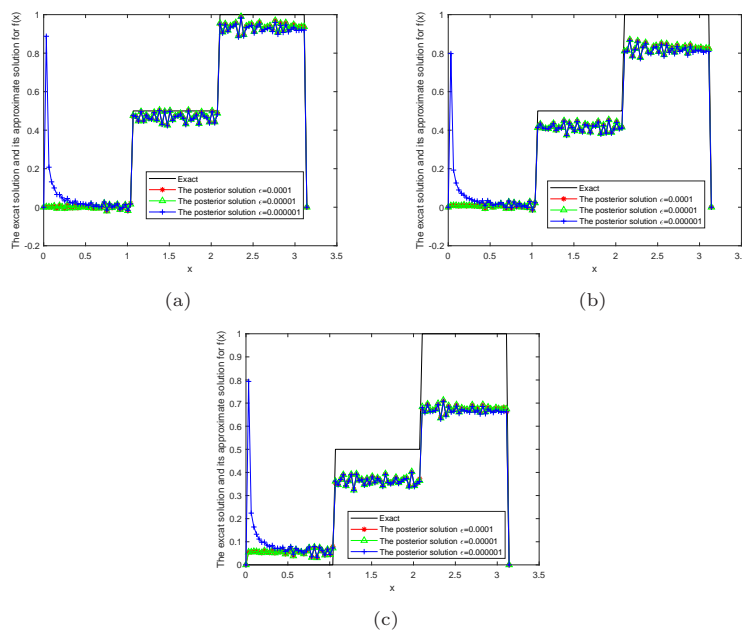 The excat solution and its approximate solution for f(x)
1
0.8
0.6
0.4
0.2
0
-0.2
0 0.5 1 1.5 2 2.5 3 3.5
x
Exact
The posterior solution ϵ=0.0001
The posterior solution ϵ=0.00001
The posterior solution ϵ=0.000001
(a)
The excat solution and its approximate solution for f(x)
1
0.8
0.6
0.4
0.2
0
-0.2
0 0.5 1 1.5 2 2.5 3 3.5
x
Exact
The posterior solution ϵ=0.0001
The posterior solution ϵ=0.00001
The posterior solution ϵ=0.000001
(b)
The excat solution and its approximate solution for f(x)
1
0.9
0.8
0.7
0.6
0.5
0.4
0.3
0.2
0.1
0
0 0.5 1 1.5 2 2.5 3 3.5
x
Exact
The posterior solution ϵ=0.0001
The posterior solution ϵ=0.00001
The posterior solution ϵ=0.000001
(c)